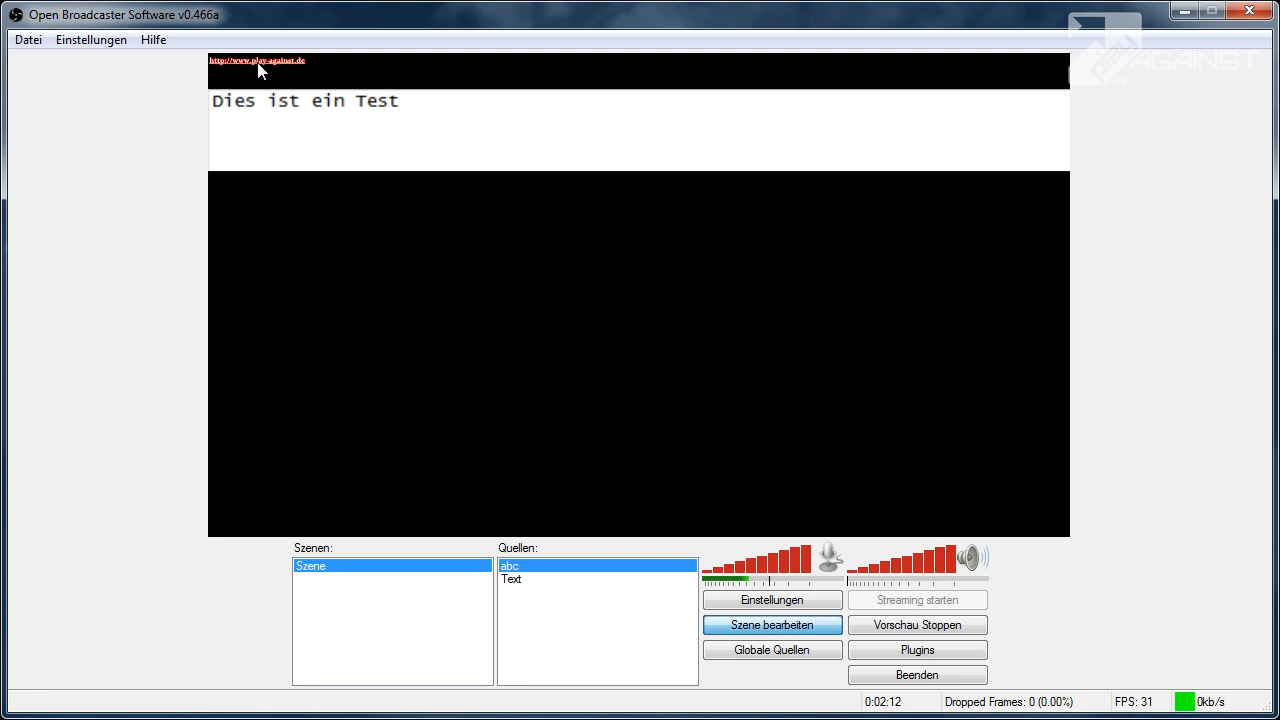 Open Broadcaster Software v0.466a
Datei Einstellungen Hilfe
play AGAINST
.de
http://www.play-against.de
Dies ist ein Test
Szenen:
Szene
Quellen:
abc
Text
Einstellungen
Streaming starten
Szene bearbeiten
Vorschau Stoppen
Globale Quellen
Plugins
Beenden
0:02:12 Dropped Frames: 0 (0.00%) FPS: 31 0kb/s